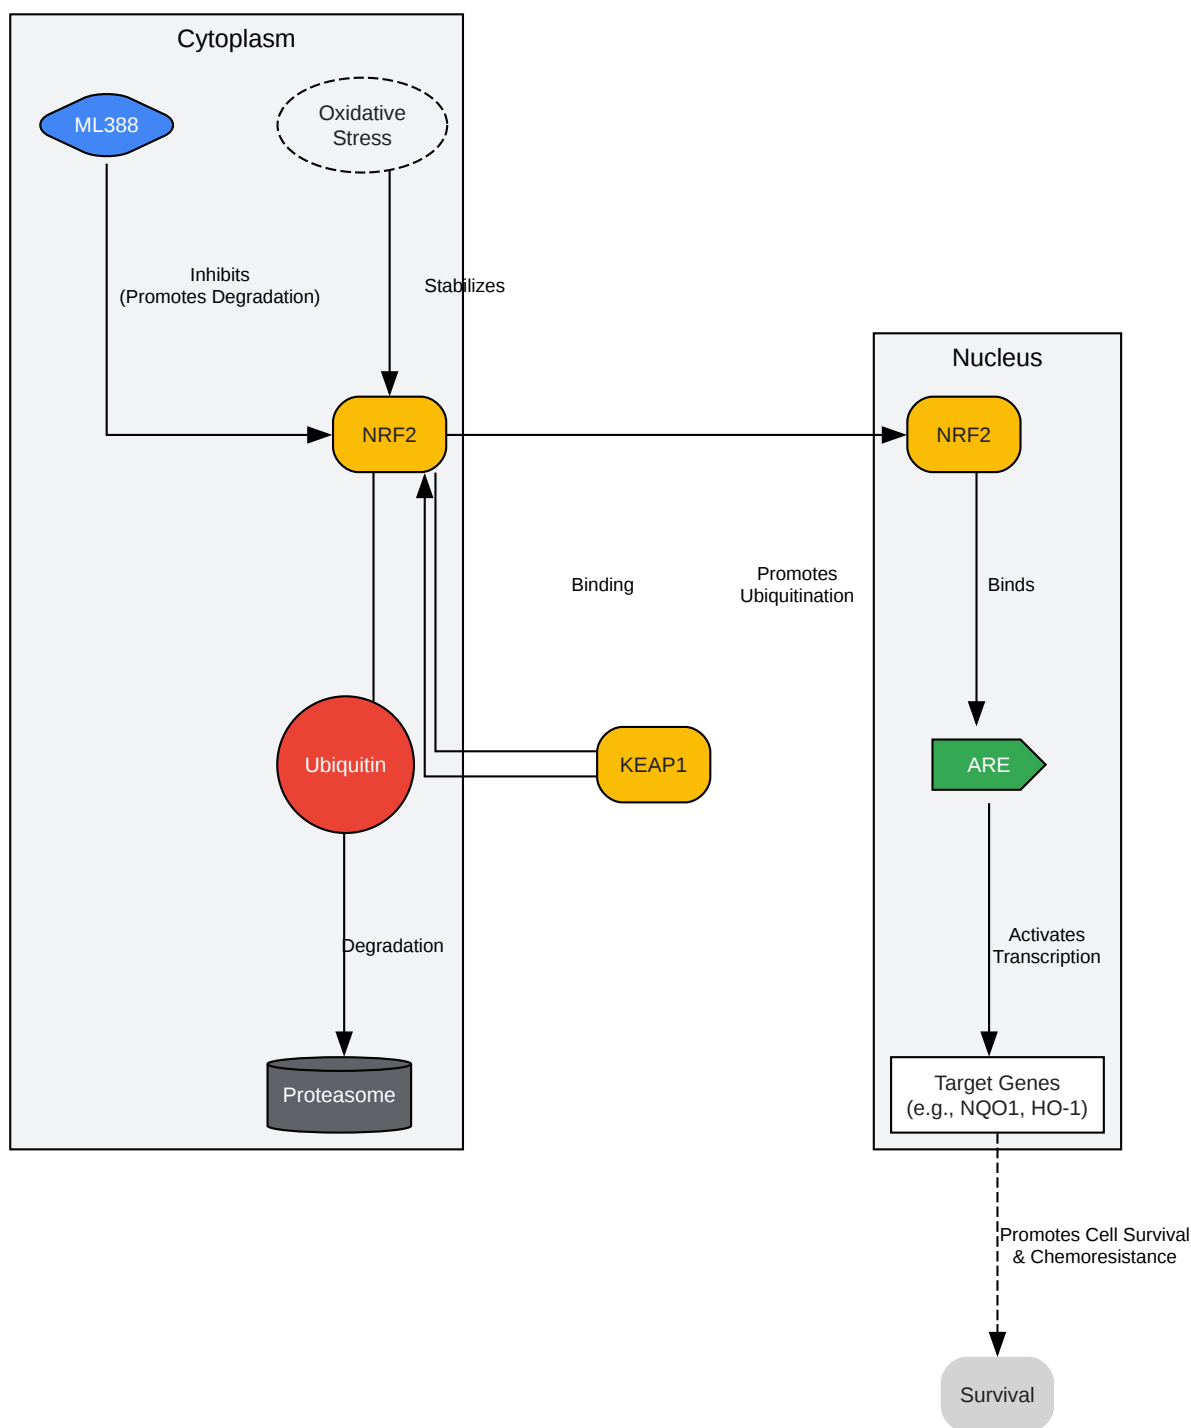 Cytoplasm
ML388
Oxidative
Stress
Inhibits
(Promotes Degradation)
Stabilizes
Nucleus
NRF2
NRF2
Binding
Promotes
Ubiquitination
Binds
Ubiquitin
KEAP1
ARE
Degradation
Activates
Transcription
Proteasome
Target Genes
(e.g., NQO1, HO-1)
Promotes Cell Survival
& Chemoresistance
Survival